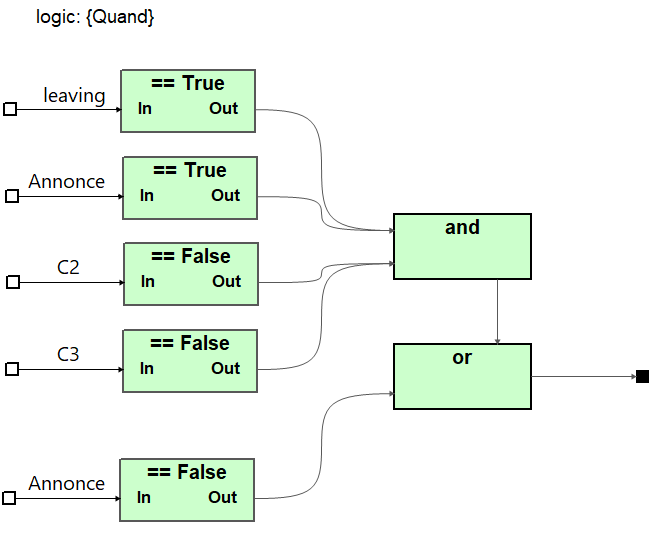 logic: {Quand}
leaving
== True
In Out
Annonce
== True
In Out
and
C2
== False
In Out
C3
== False
In Out
or
Annonce
== False
In Out